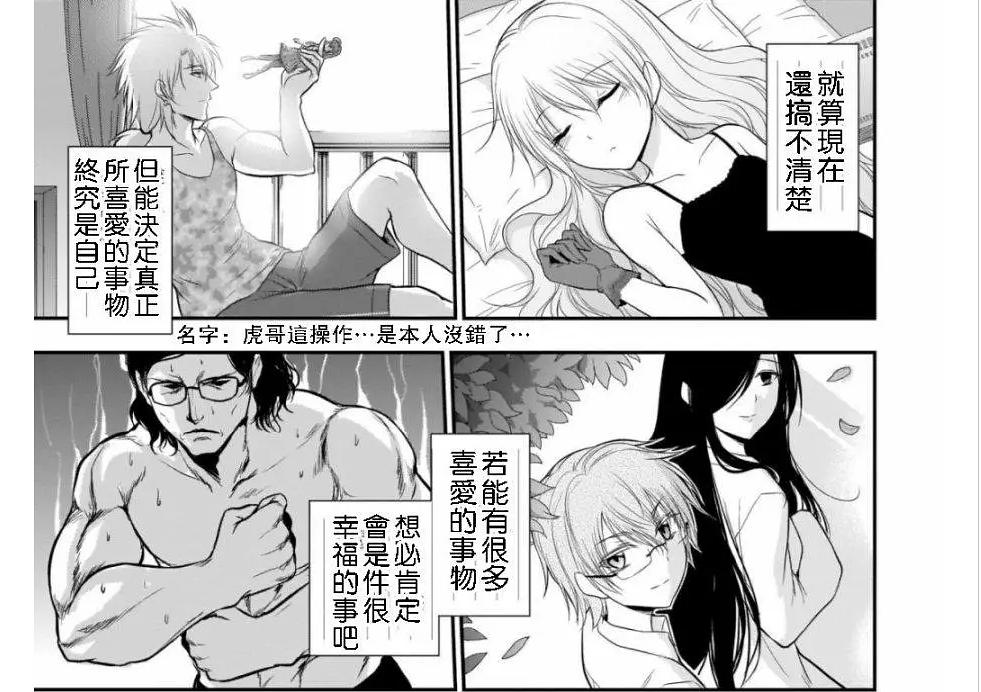 就算現在
還搞不清楚
但能決定真正
所喜愛的事物
終究是自己
名字：虎哥這操作…是本人沒錯了…
若能有很多
喜愛的事物
想必肯定
會是件很
幸福的事吧